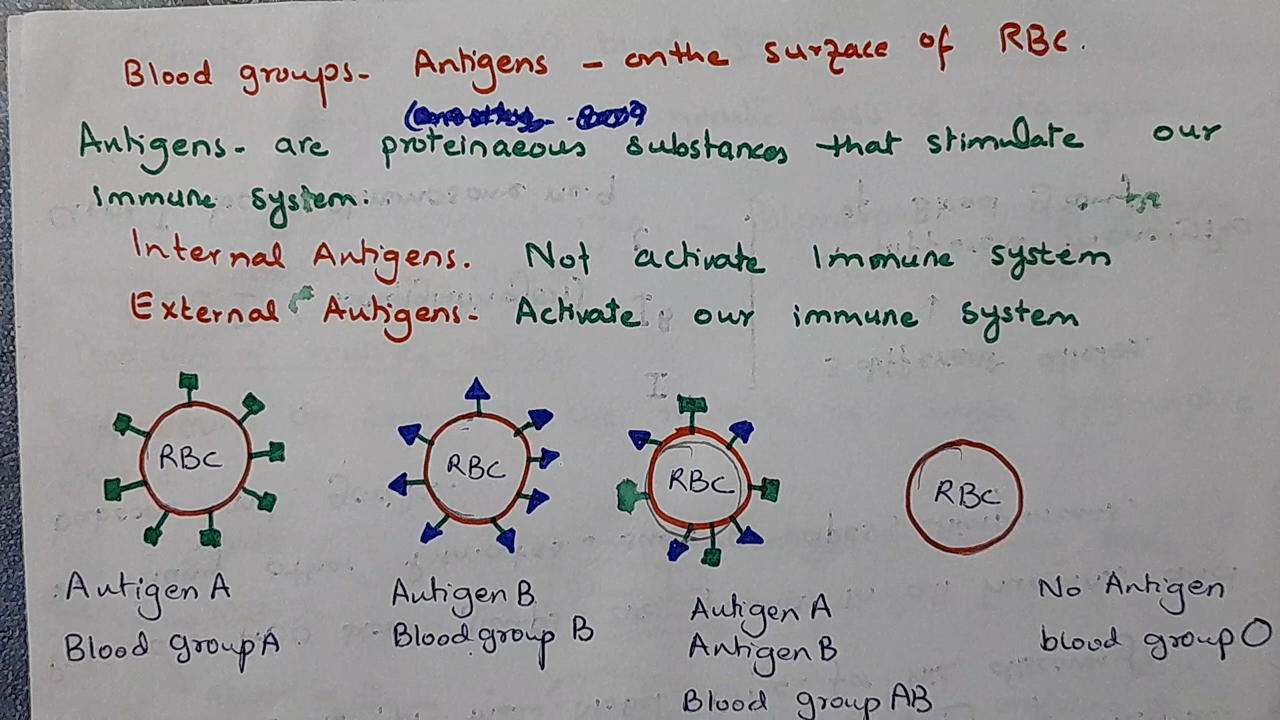 Blood groups- Antigens - on the surface of RBC.
Antigens- are proteinaeous substances that stimulate our
immune system.
Internal Antigens. Not activate Immune system
External Antigens- Activate our immune system
RBC RBC RBC RBC
Antigen A
Blood group A
Antigen B
Blood group B
Antigen A
Antigen B
Blood group AB
No Antigen
blood group O